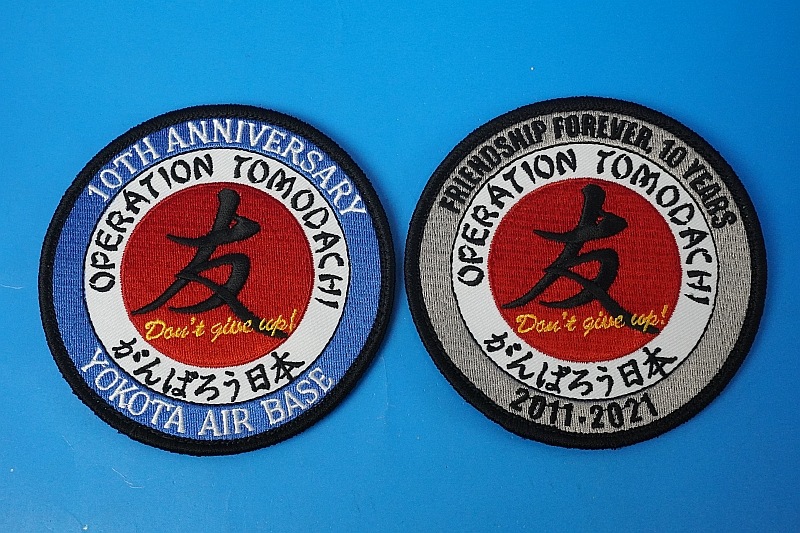 10TH ANNIVERSARY
OPERATION TOMODACHI
友
Don't give up!
がんばろう日本
YOKOTA AIR BASE
FRIENDSHIP FOREVER, 10 YEARS
OPERATION TOMODACHI
友
Don't give up!
がんばろう日本
2011-2021